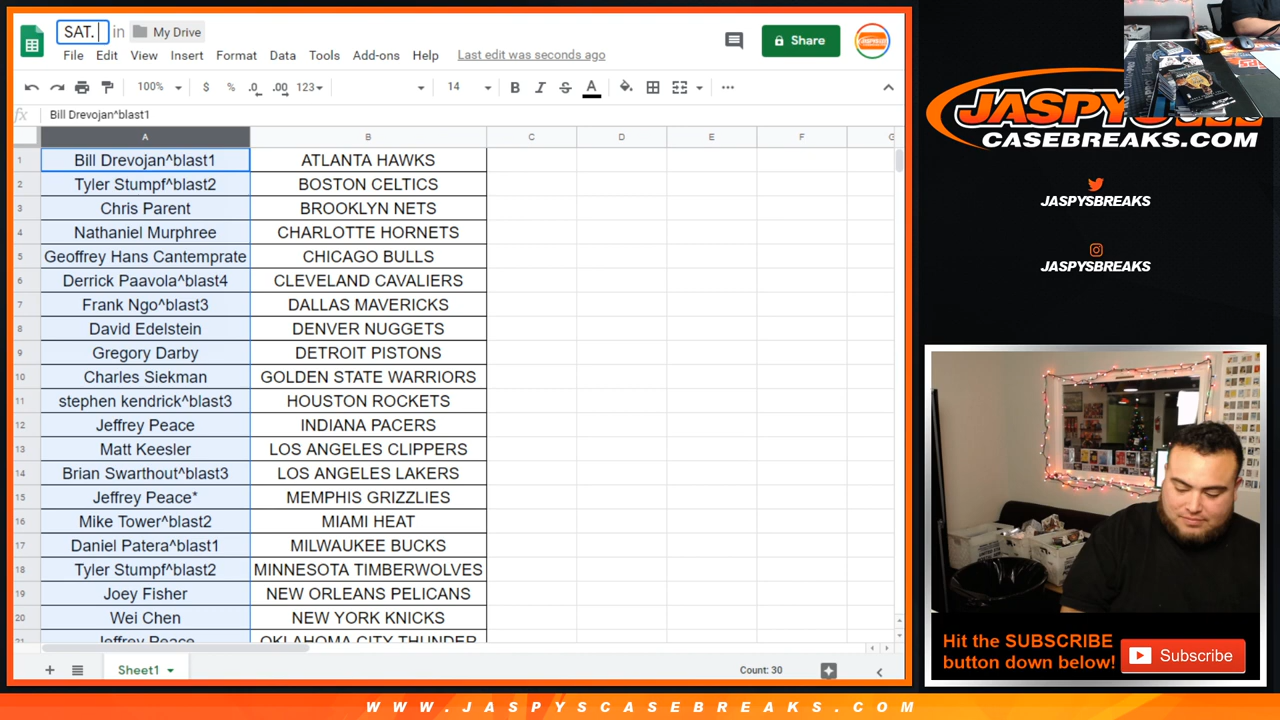 SAT. in My Drive
File Edit View Insert Format Data Tools Add-ons Help Last edit was seconds ago
Share
100% $ % .0 .00 123 14 B I S A
fx Bill Drevojan^blast1
A B C D E F G
1 Bill Drevojan^blast1 ATLANTA HAWKS
2 Tyler Stumpf^blast2 BOSTON CELTICS
3 Chris Parent BROOKLYN NETS
4 Nathaniel Murphree CHARLOTTE HORNETS
5 Geoffrey Hans Cantemprate CHICAGO BULLS
6 Derrick Paavola^blast4 CLEVELAND CAVALIERS
7 Frank Ngo^blast3 DALLAS MAVERICKS
8 David Edelstein DENVER NUGGETS
9 Gregory Darby DETROIT PISTONS
10 Charles Siekman GOLDEN STATE WARRIORS
11 stephen kendrick^blast3 HOUSTON ROCKETS
12 Jeffrey Peace INDIANA PACERS
13 Matt Keesler LOS ANGELES CLIPPERS
14 Brian Swarthout^blast3 LOS ANGELES LAKERS
15 Jeffrey Peace* MEMPHIS GRIZZLIES
16 Mike Tower^blast2 MIAMI HEAT
17 Daniel Patera^blast1 MILWAUKEE BUCKS
18 Tyler Stumpf^blast2 MINNESOTA TIMBERWOLVES
19 Joey Fisher NEW ORLEANS PELICANS
20 Wei Chen NEW YORK KNICKS
21 Jeffrey Peace OKLAHOMA CITY THUNDER
Sheet1 Count: 30
CASEBREAKS.COM
JASPYSBREAKS
JASPYSBREAKS
Hit the SUBSCRIBE
button down below!
Subscribe
WWW.JASPYSCASEBREAKS.COM